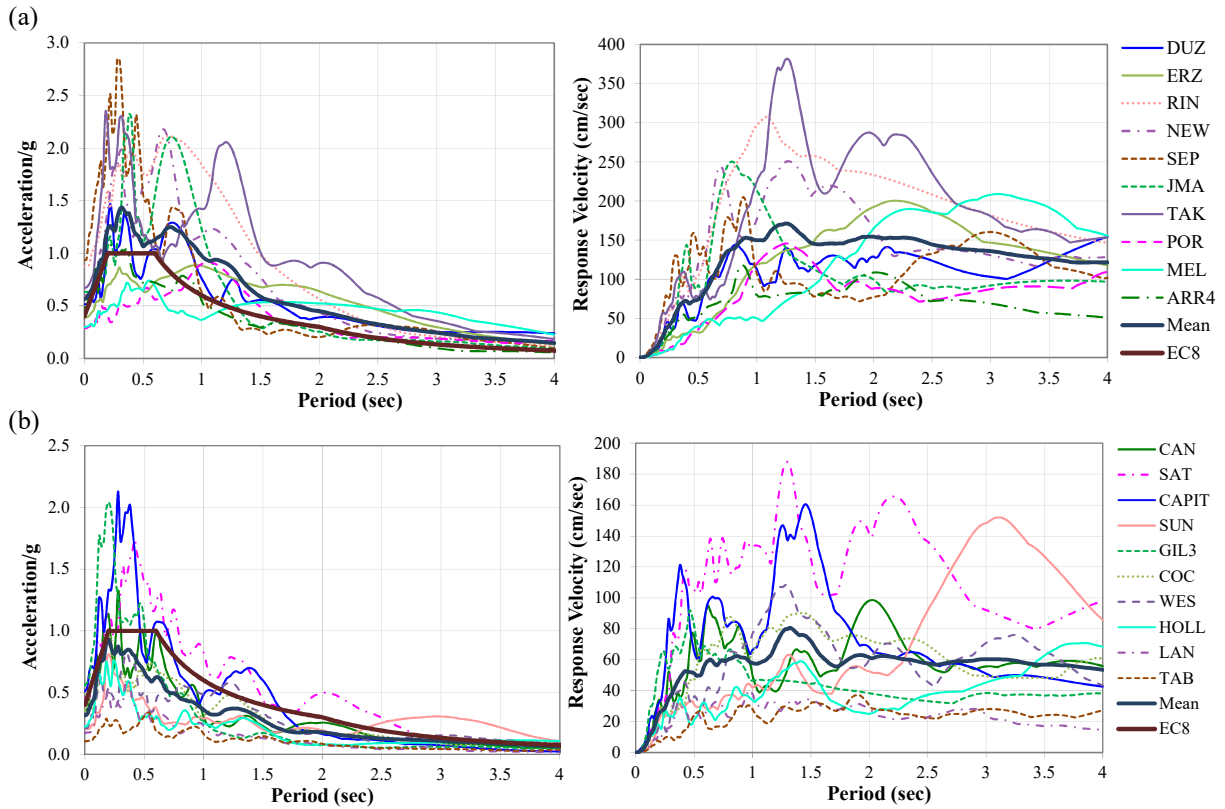 (a)
Acceleration/g
3.0
2.5
2.0
1.5
1.0
0.5
0.0
0 0.5 1 1.5 2 2.5 3 3.5 4
Period (sec)
Response Velocity (cm/sec)
400
350
300
250
200
150
100
50
0
0 0.5 1 1.5 2 2.5 3 3.5 4
Period (sec)
DUZ
ERZ
RIN
NEW
SEP
JMA
TAK
POR
MEL
ARR4
Mean
EC8
(b)
Acceleration/g
2.5
2.0
1.5
1.0
0.5
0.0
0 0.5 1 1.5 2 2.5 3 3.5 4
Period (sec)
Response Velocity (cm/sec)
200
180
160
140
120
100
80
60
40
20
0
0 0.5 1 1.5 2 2.5 3 3.5 4
Period (sec)
CAN
SAT
CAPIT
SUN
GIL3
COC
WES
HOLL
LAN
TAB
Mean
EC8